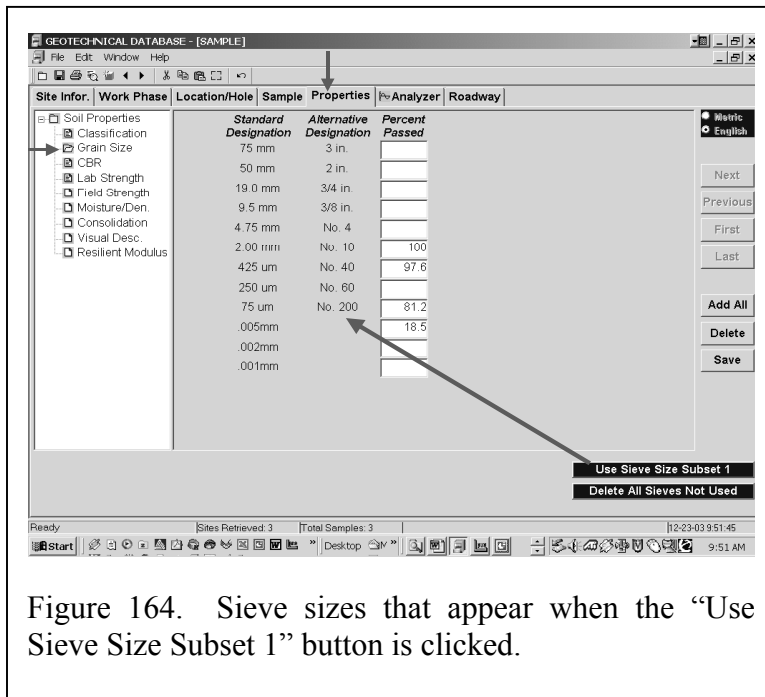 GEOTECHNICAL DATABASE - [SAMPLE]
File Edit Window Help
Site Infor. Work Phase Location/Hole Sample Properties Analyzer Roadway
Soil Properties
Classification
Grain Size
CBR
Lab Strength
Field Strength
Moisture/Den.
Consolidation
Visual Desc.
Resilient Modulus
Standard Designation Alternative Designation Percent Passed
75 mm 3 in.
50 mm 2 in.
19.0 mm 3/4 in.
9.5 mm 3/8 in.
4.75 mm No. 4
2.00 mm No. 10 100
425 um No. 40 97.6
250 um No. 60
75 um No. 200 81.2
.005mm 18.5
.002mm
.001mm
Metric
English
Next
Previous
First
Last
Add All
Delete
Save
Use Sieve Size Subset 1
Delete All Sieves Not Used
Ready Sites Retrieved: 3 Total Samples: 3 12-23-03 9:51:45
Start » Desktop » 9:51 AM
Figure 164. Sieve sizes that appear when the “Use
Sieve Size Subset 1” button is clicked.